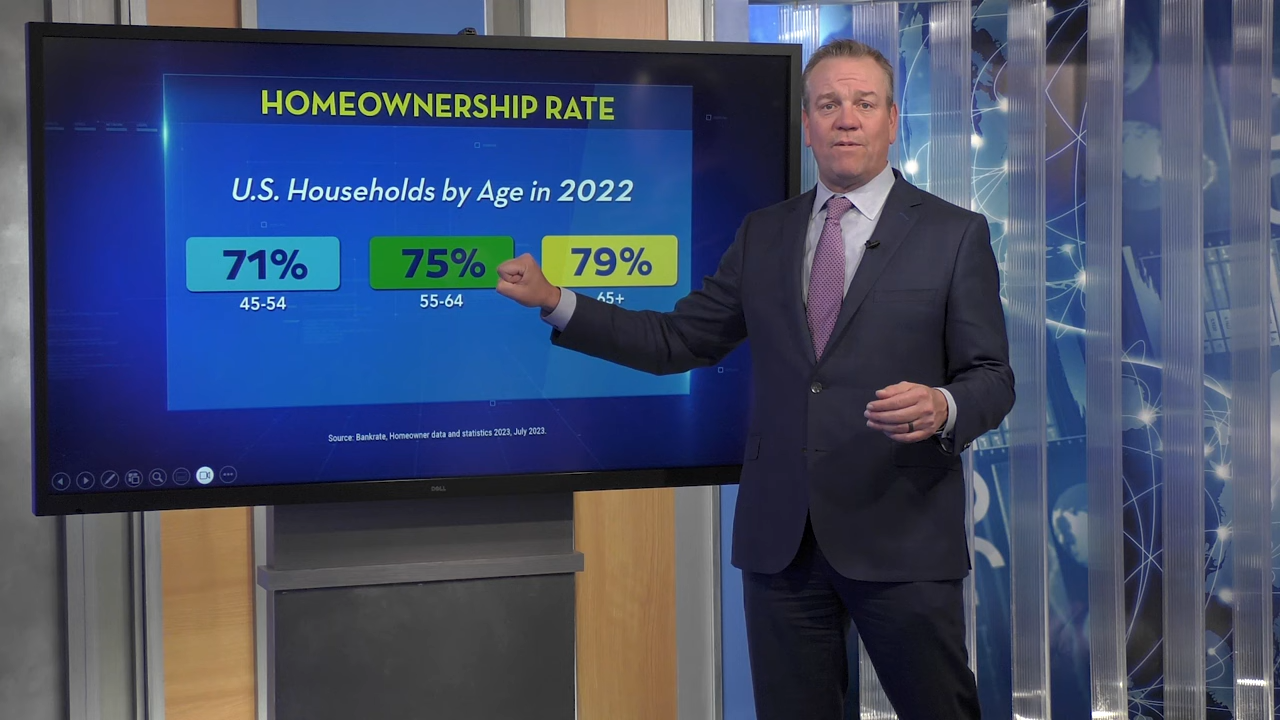 HOMEOWNERSHIP RATE
U.S. Households by Age in 2022
71% 75% 79%
45-54 55-64 65+
Source: Bankrate, Homeowner data and statistics 2023, July 2023.
DELL